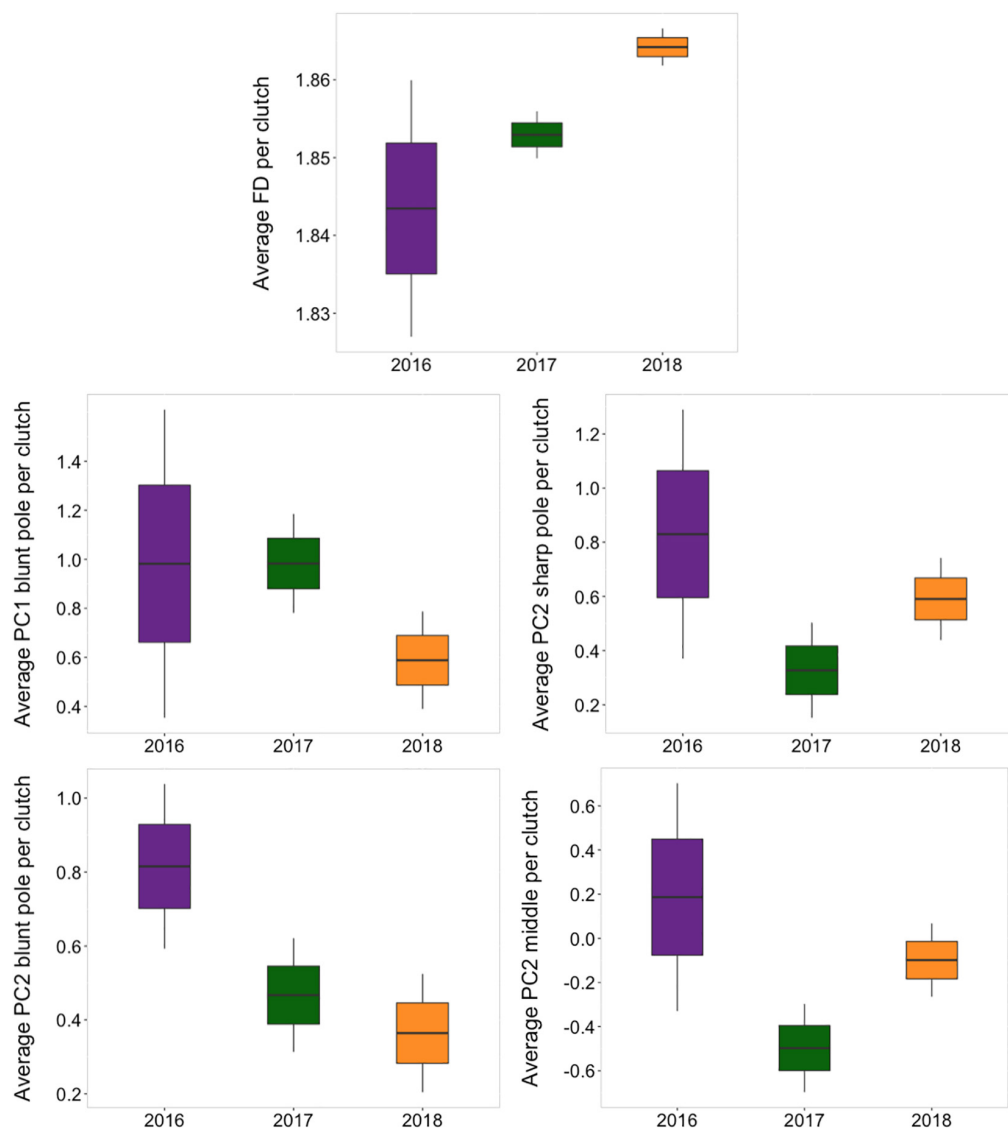 Average FD per clutch
1.86
1.85
1.84
1.83
2016 2017 2018
Average PC1 blunt pole per clutch
1.4
1.2
1.0
0.8
0.6
0.4
2016 2017 2018
Average PC2 sharp pole per clutch
1.2
1.0
0.8
0.6
0.4
0.2
2016 2017 2018
Average PC2 blunt pole per clutch
1.0
0.8
0.6
0.4
0.2
2016 2017 2018
Average PC2 middle per clutch
0.6
0.4
0.2
0.0
-0.2
-0.4
-0.6
2016 2017 2018